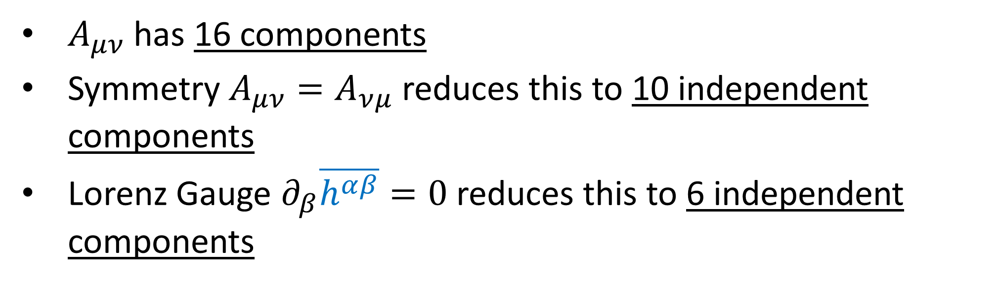 • $A_{\mu\nu}$ has 16 components
• Symmetry $A_{\mu\nu} = A_{\nu\mu}$ reduces this to 10 independent
components
• Lorenz Gauge $\partial_{\beta}\overline{h^{\alpha\beta}} = 0$ reduces this to 6 independent
components